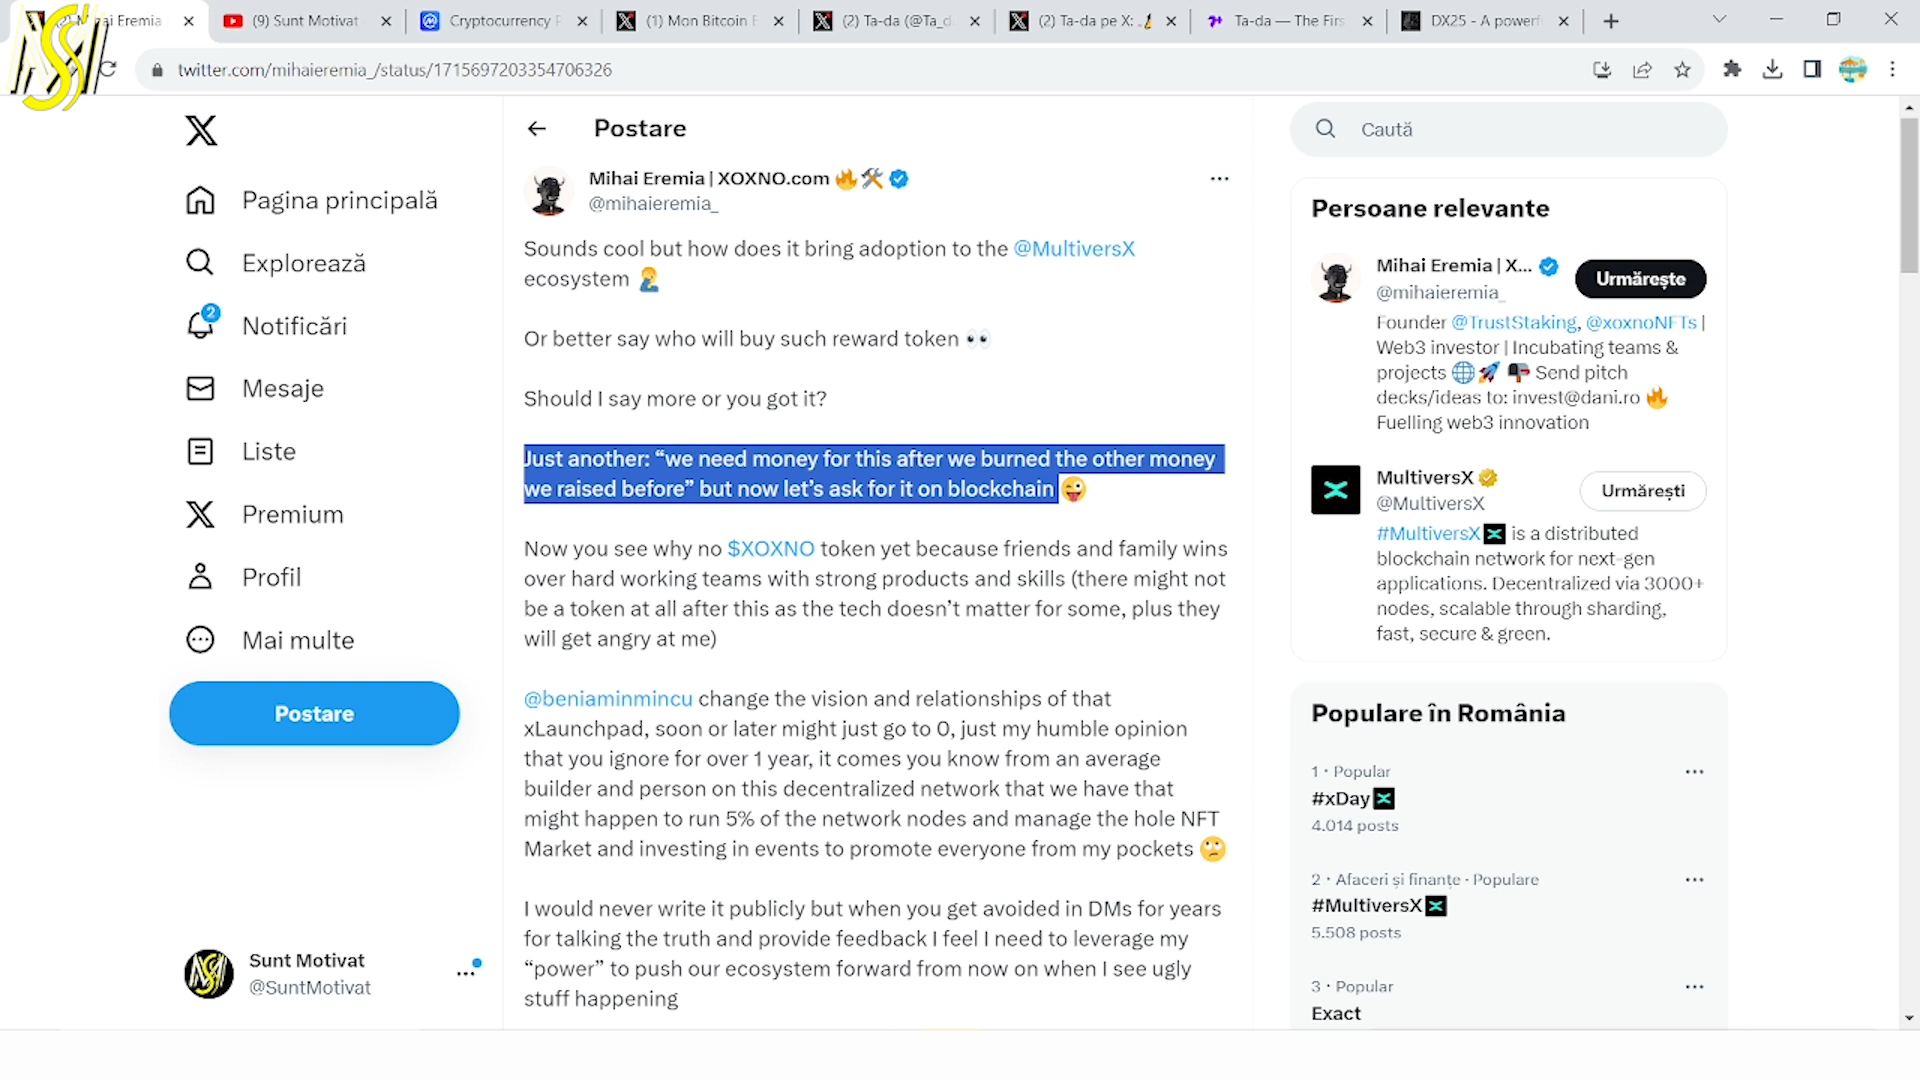 Mihai Eremia
(9) Sunt Motivat
Cryptocurrency
(1) Mon Bitcoin
(2) Ta-da (@Ta_d
(2) Ta-da pe X:
Ta-da — The Firs
DX25 - A powerf
twitter.com/mihaieremia_/status/1715697203354706326
Pagina principală
Explorează
2
Notificări
Mesaje
Liste
Premium
Profil
Mai multe
Postare
Sunt Motivat
@SuntMotivat
Postare
Mihai Eremia | XOXNO.com
@mihaieremia_
Sounds cool but how does it bring adoption to the @MultiversX
ecosystem
Or better say who will buy such reward token
Should I say more or you got it?
Just another: “we need money for this after we burned the other money
we raised before” but now let’s ask for it on blockchain
Now you see why no $XOXNO token yet because friends and family wins
over hard working teams with strong products and skills (there might not
be a token at all after this as the tech doesn’t matter for some, plus they
will get angry at me)
@beniaminmincu change the vision and relationships of that
xLaunchpad, soon or later might just go to 0, just my humble opinion
that you ignore for over 1 year, it comes you know from an average
builder and person on this decentralized network that we have that
might happen to run 5% of the network nodes and manage the hole NFT
Market and investing in events to promote everyone from my pockets
I would never write it publicly but when you get avoided in DMs for years
for talking the truth and provide feedback I feel I need to leverage my
“power” to push our ecosystem forward from now on when I see ugly
stuff happening
Caută
Persoane relevante
Mihai Eremia | X...
@mihaieremia_
Urmărește
Founder @TrustStaking, @xoxnoNFTs |
Web3 investor | Incubating teams &
projects Send pitch
decks/ideas to: invest@dani.ro
Fuelling web3 innovation
MultiversX
@MultiversX
Urmărești
#MultiversX is a distributed
blockchain network for next-gen
applications. Decentralized via 3000+
nodes, scalable through sharding,
fast, secure & green.
Populare în România
1 · Popular
#xDay
4.014 posts
2 · Afaceri și finanțe · Populare
#MultiversX
5.508 posts
3 · Popular
Exact